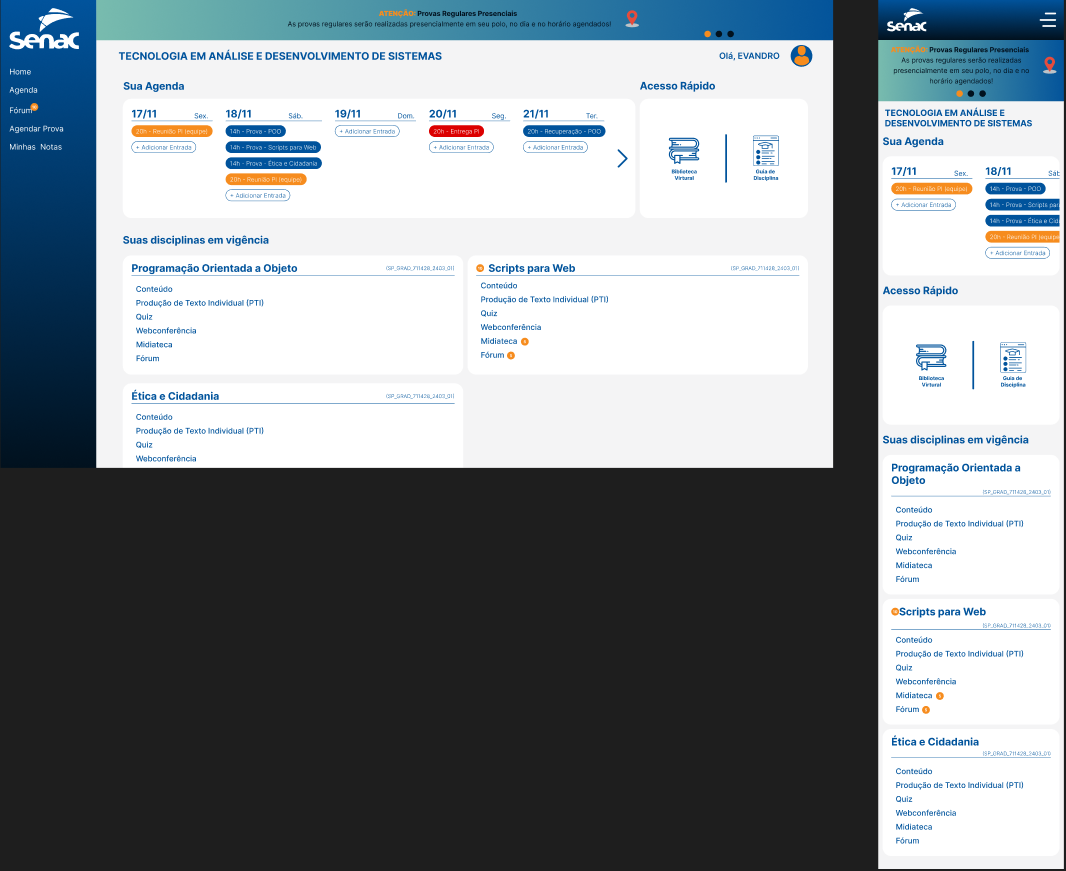 Senac
Home
Agenda
Fórum
Agendar Prova
Minhas Notas
ATENÇÃO: Provas Regulares Presenciais
As provas regulares serão realizadas presencialmente em seu polo, no dia e no horário agendados!
TECNOLOGIA EM ANÁLISE E DESENVOLVIMENTO DE SISTEMAS
Olá, EVANDRO
Sua Agenda
17/11 Sex.
20h - Reunião PI (equipe)
+ Adicionar Entrada
18/11 Sáb.
14h - Prova - POO
14h - Prova - Scripts para Web
14h - Prova - Ética e Cidadania
20h - Reunião PI (equipe)
+ Adicionar Entrada
19/11 Dom.
+ Adicionar Entrada
20/11 Seg.
20h - Entrega PI
+ Adicionar Entrada
21/11 Ter.
20h - Recuperação - POO
+ Adicionar Entrada
Acesso Rápido
Biblioteca
Virtural
Guia de
Disciplina
Suas disciplinas em vigência
Programação Orientada a Objeto (SP_GRAD_711428_2403_01)
Conteúdo
Produção de Texto Individual (PTI)
Quiz
Webconferência
Midiateca
Fórum
Scripts para Web (SP_GRAD_711428_2403_01)
Conteúdo
Produção de Texto Individual (PTI)
Quiz
Webconferência
Midiateca
Fórum
Ética e Cidadania (SP_GRAD_711428_2403_01)
Conteúdo
Produção de Texto Individual (PTI)
Quiz
Webconferência
Senac
ATENÇÃO: Provas Regulares Presenciais
As provas regulares serão realizadas
presencialmente em seu polo, no dia e no
horário agendados!
TECNOLOGIA EM ANÁLISE E
DESENVOLVIMENTO DE SISTEMAS
Sua Agenda
17/11 Sex.
20h - Reunião PI (equipe)
+ Adicionar Entrada
18/11 Sáb
14h - Prova - POO
14h - Prova - Scripts par
14h - Prova - Ética e Cid
20h - Reunião PI (equipe
+ Adicionar Entrada
Acesso Rápido
Biblioteca
Virtural
Guia de
Disciplina
Suas disciplinas em vigência
Programação Orientada a
Objeto
(SP_GRAD_711428_2403_01)
Conteúdo
Produção de Texto Individual (PTI)
Quiz
Webconferência
Midiateca
Fórum
Scripts para Web
(SP_GRAD_711428_2403_01)
Conteúdo
Produção de Texto Individual (PTI)
Quiz
Webconferência
Midiateca
Fórum
Ética e Cidadania
(SP_GRAD_711428_2403_01)
Conteúdo
Produção de Texto Individual (PTI)
Quiz
Webconferência
Midiateca
Fórum